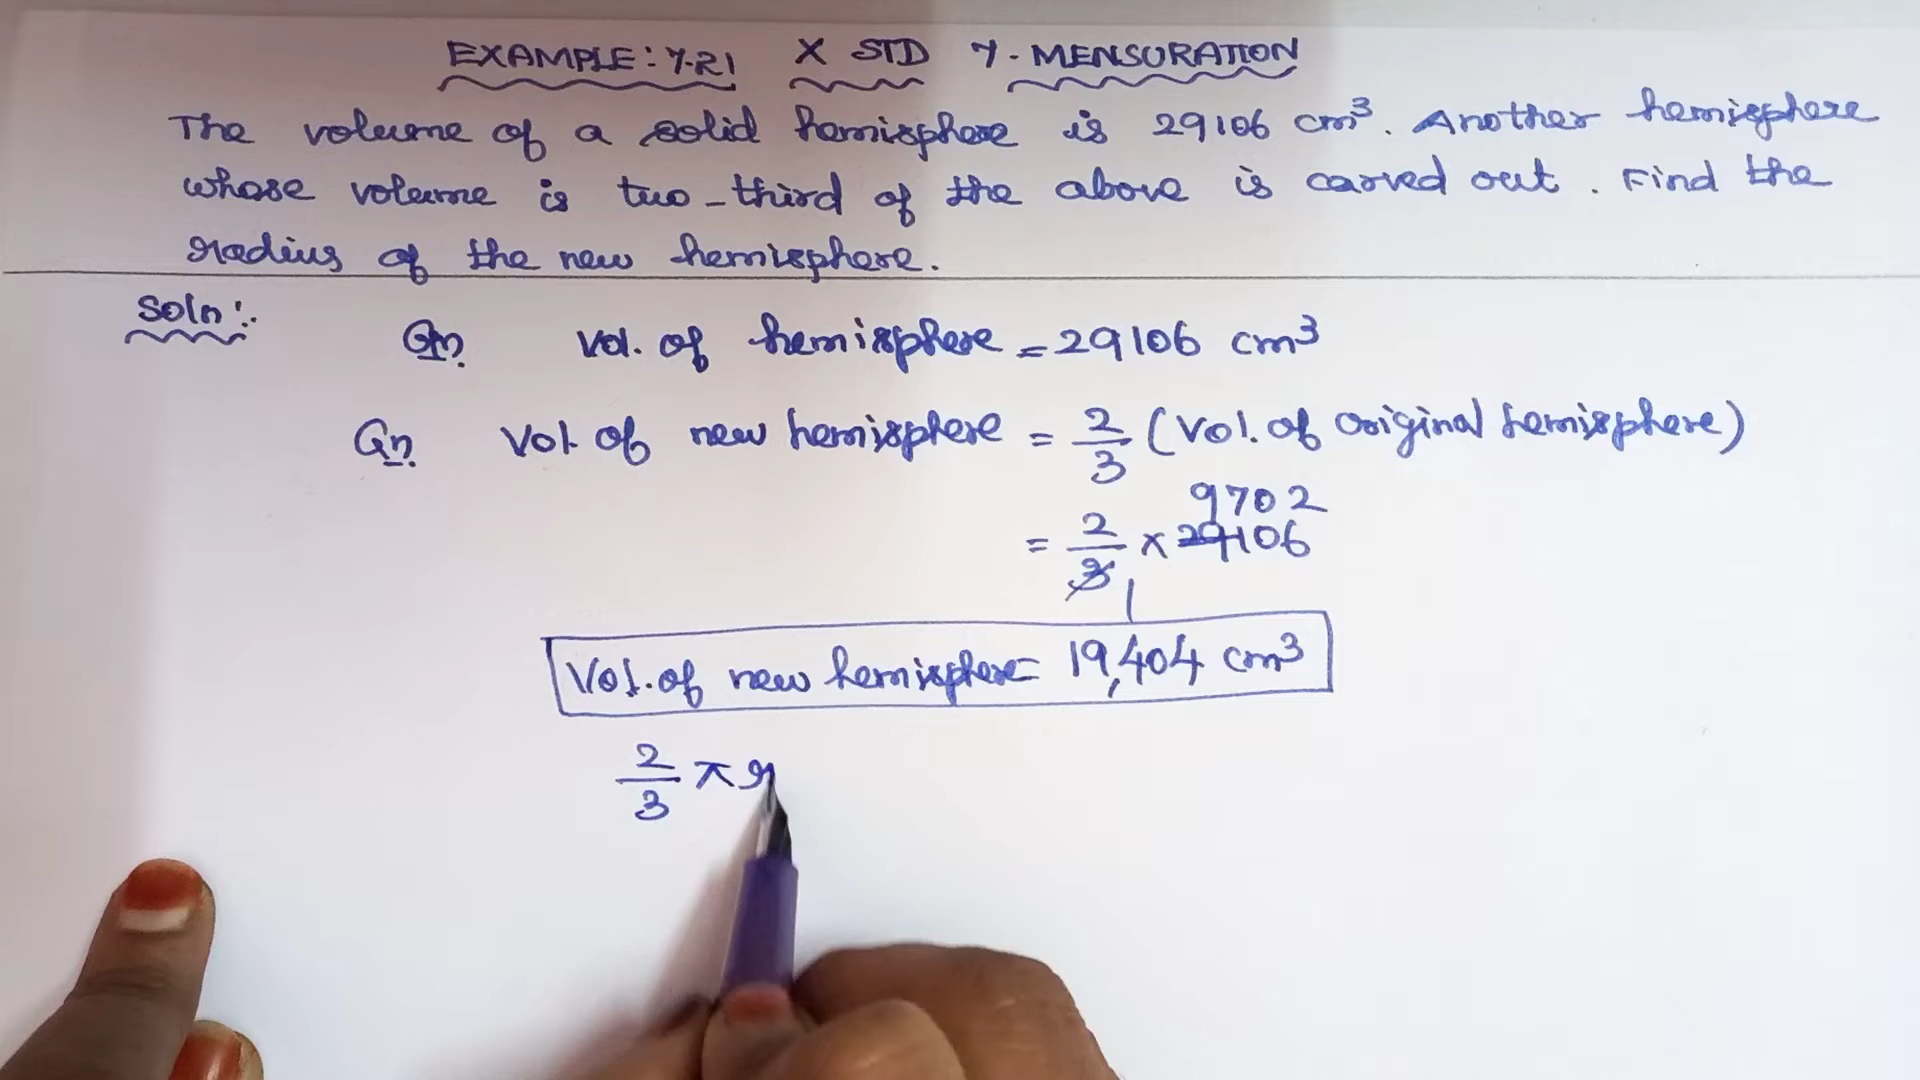 EXAMPLE: 7.21 X STD 7. MENSURATION
The volume of a solid hemisphere is 29106 cm³. Another hemisphere
whose volume is two-third of the above is carved out. Find the
radius of the new hemisphere.
Soln:
Gn Vol. of hemisphere = 29106 cm³
Gn Vol. of new hemisphere = 2/3 (Vol. of original hemisphere)
9702
= 2/3 × 29106
1
Vol. of new hemisphere = 19,404 cm³
2/3 π r